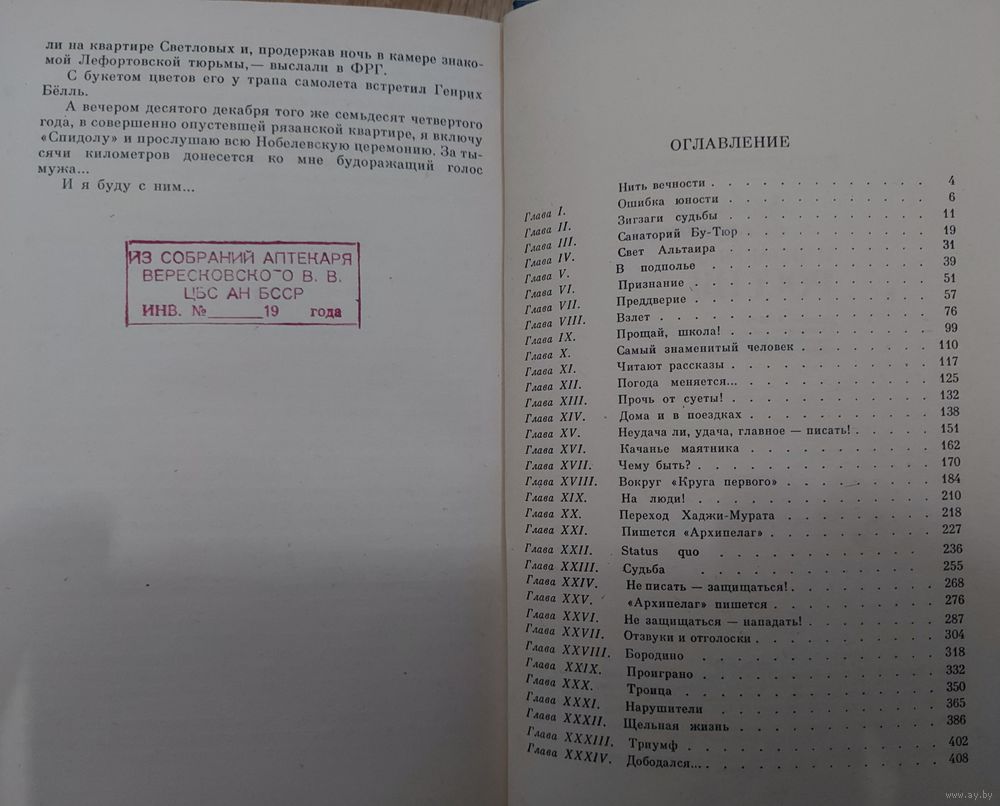 ли на квартире Светловых и, продержав ночь в камере знако-
мой Лефортовской тюрьмы,— выслали в ФРГ.
С букетом цветов его у трапа самолета встретил Генрих
Бёлль.
А вечером десятого декабря того же семьдесят четвертого
года, в совершенно опустевшей рязанской квартире, я включу
«Спидолу» и прослушаю всю Нобелевскую церемонию. За ты-
сячи километров донесется ко мне будоражащий голос
мужа...
И я буду с ним...
ИЗ СОБРАНИЙ АПТЕКАРЯ
ВЕРЕСКОВСКОГО В. В.
ЦБС АН БССР
ИНВ. №______19 года
ОГЛАВЛЕНИЕ
Нить вечности . . . . . . . . . . 4
Глава I. Ошибка юности . . . . . . . . . . 6
Глава II. Зигзаги судьбы . . . . . . . . . . 11
Глава III. Санаторий Бу-Тюр . . . . . . . . . 19
Глава IV. Свет Альтаира . . . . . . . . . . 31
Глава V. В подполье . . . . . . . . . . 39
Глава VI. Признание . . . . . . . . . . 51
Глава VII. Преддверие . . . . . . . . . . 57
Глава VIII. Взлет . . . . . . . . . . 76
Глава IX. Прощай, школа! . . . . . . . . . 99
Глава X. Самый знаменитый человек . . . . . . . 110
Глава XI. Читают рассказы . . . . . . . . . 117
Глава XII. Погода меняется... . . . . . . . . . 125
Глава XIII. Прочь от суеты! . . . . . . . . . 132
Глава XIV. Дома и в поездках . . . . . . . . . 138
Глава XV. Неудача ли, удача, главное — писать! . . . . . 151
Глава XVI. Качанье маятника . . . . . . . . . 162
Глава XVII. Чему быть? . . . . . . . . . . 170
Глава XVIII. Вокруг «Круга первого» . . . . . . . 184
Глава XIX. На люди! . . . . . . . . . . 210
Глава XX. Переход Хаджи-Мурата . . . . . . . 218
Глава XXI. Пишется «Архипелаг» . . . . . . . . 227
Глава XXII. Status quo . . . . . . . . . 236
Глава XXIII. Судьба . . . . . . . . . 255
Глава XXIV. Не писать — защищаться! . . . . . . . 268
Глава XXV. «Архипелаг» пишется . . . . . . . . 276
Глава XXVI. Не защищаться — нападать! . . . . . . . 287
Глава XXVII. Отзвуки и отголоски . . . . . . . . 304
Глава XXVIII. Бородино . . . . . . . . . . 318
Глава XXIX. Проиграно . . . . . . . . . . 332
Глава XXX. Троица . . . . . . . . . . 350
Глава XXXI. Нарушители . . . . . . . . . 365
Глава XXXII. Щельная жизнь . . . . . . . . . 386
Глава XXXIII. Триумф . . . . . . . . . . 402
Глава XXXIV. Дободался... . . . . . . . . . 408
www.ay.by